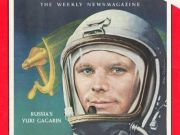 THE WEEKLY NEWSMAGAZINE
RUSSIA'S
YURI GAGARIN